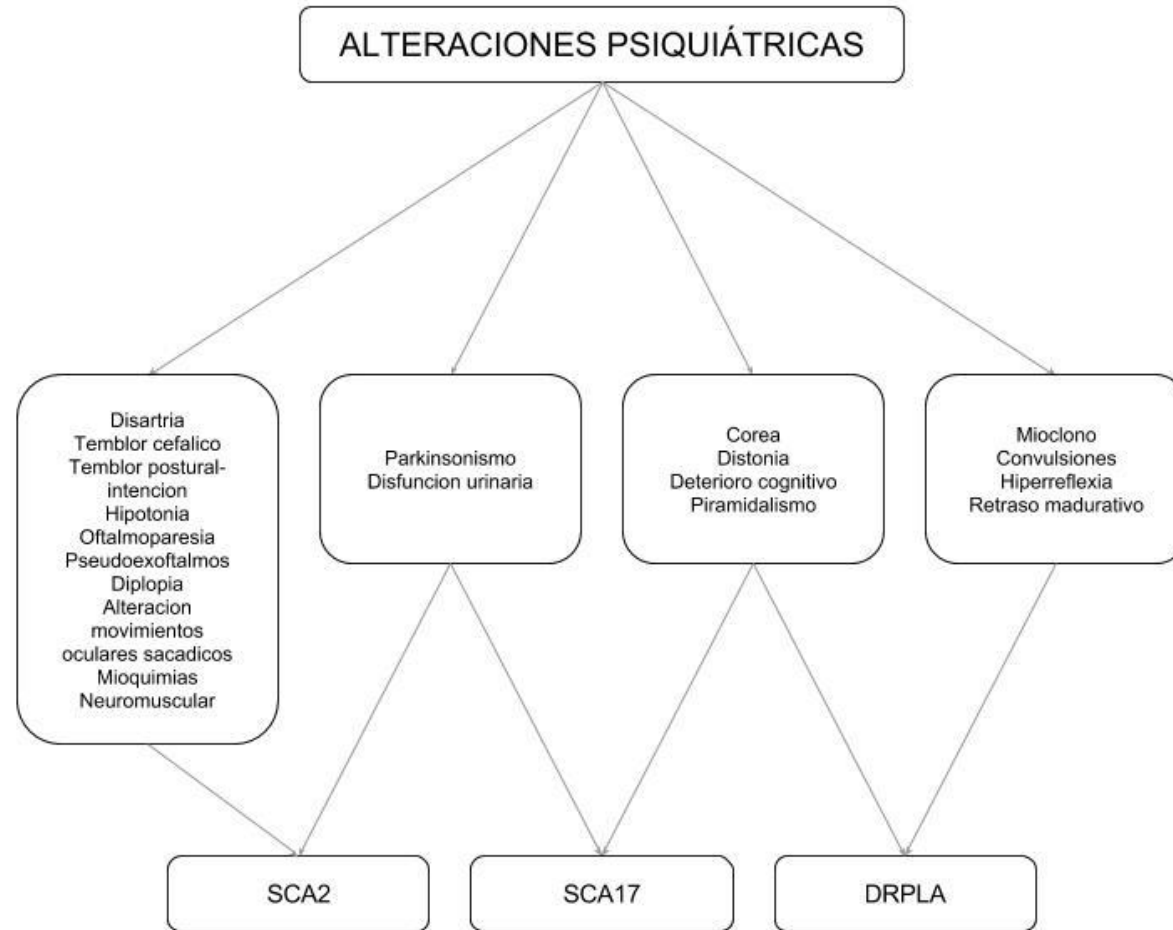 ALTERACIONES PSIQUIÁTRICAS
Disartria
Temblor cefalico
Temblor postural-
intencion
Hipotonia
Oftalmoparesia
Pseudoexoftalmos
Diplopia
Alteracion
movimientos
oculares sacadicos
Mioquimias
Neuromuscular
Parkinsonismo
Disfuncion urinaria
Corea
Distonia
Deterioro cognitivo
Piramidalismo
Mioclono
Convulsiones
Hiperreflexia
Retraso madurativo
SCA2
SCA17
DRPLA